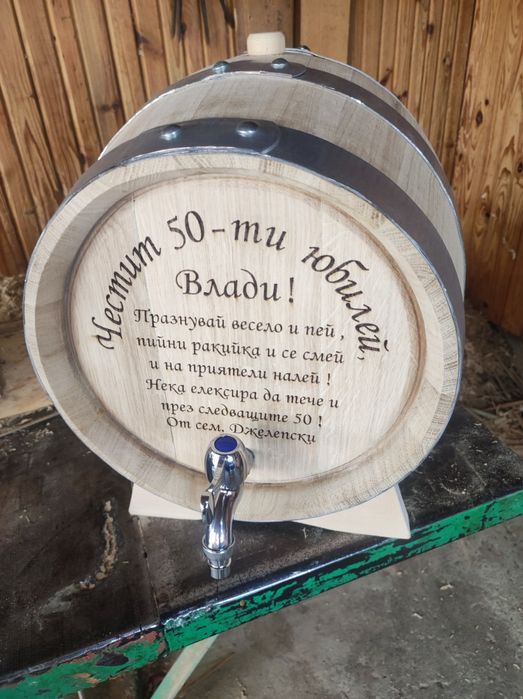 Честит 50-ти юбилей,
Влади!
Празнувай весело и пей,
пийни ракийка и се смей
и на приятели налей!
Нека елексира да тече и
през следващите 50!
От сем. Джелепски